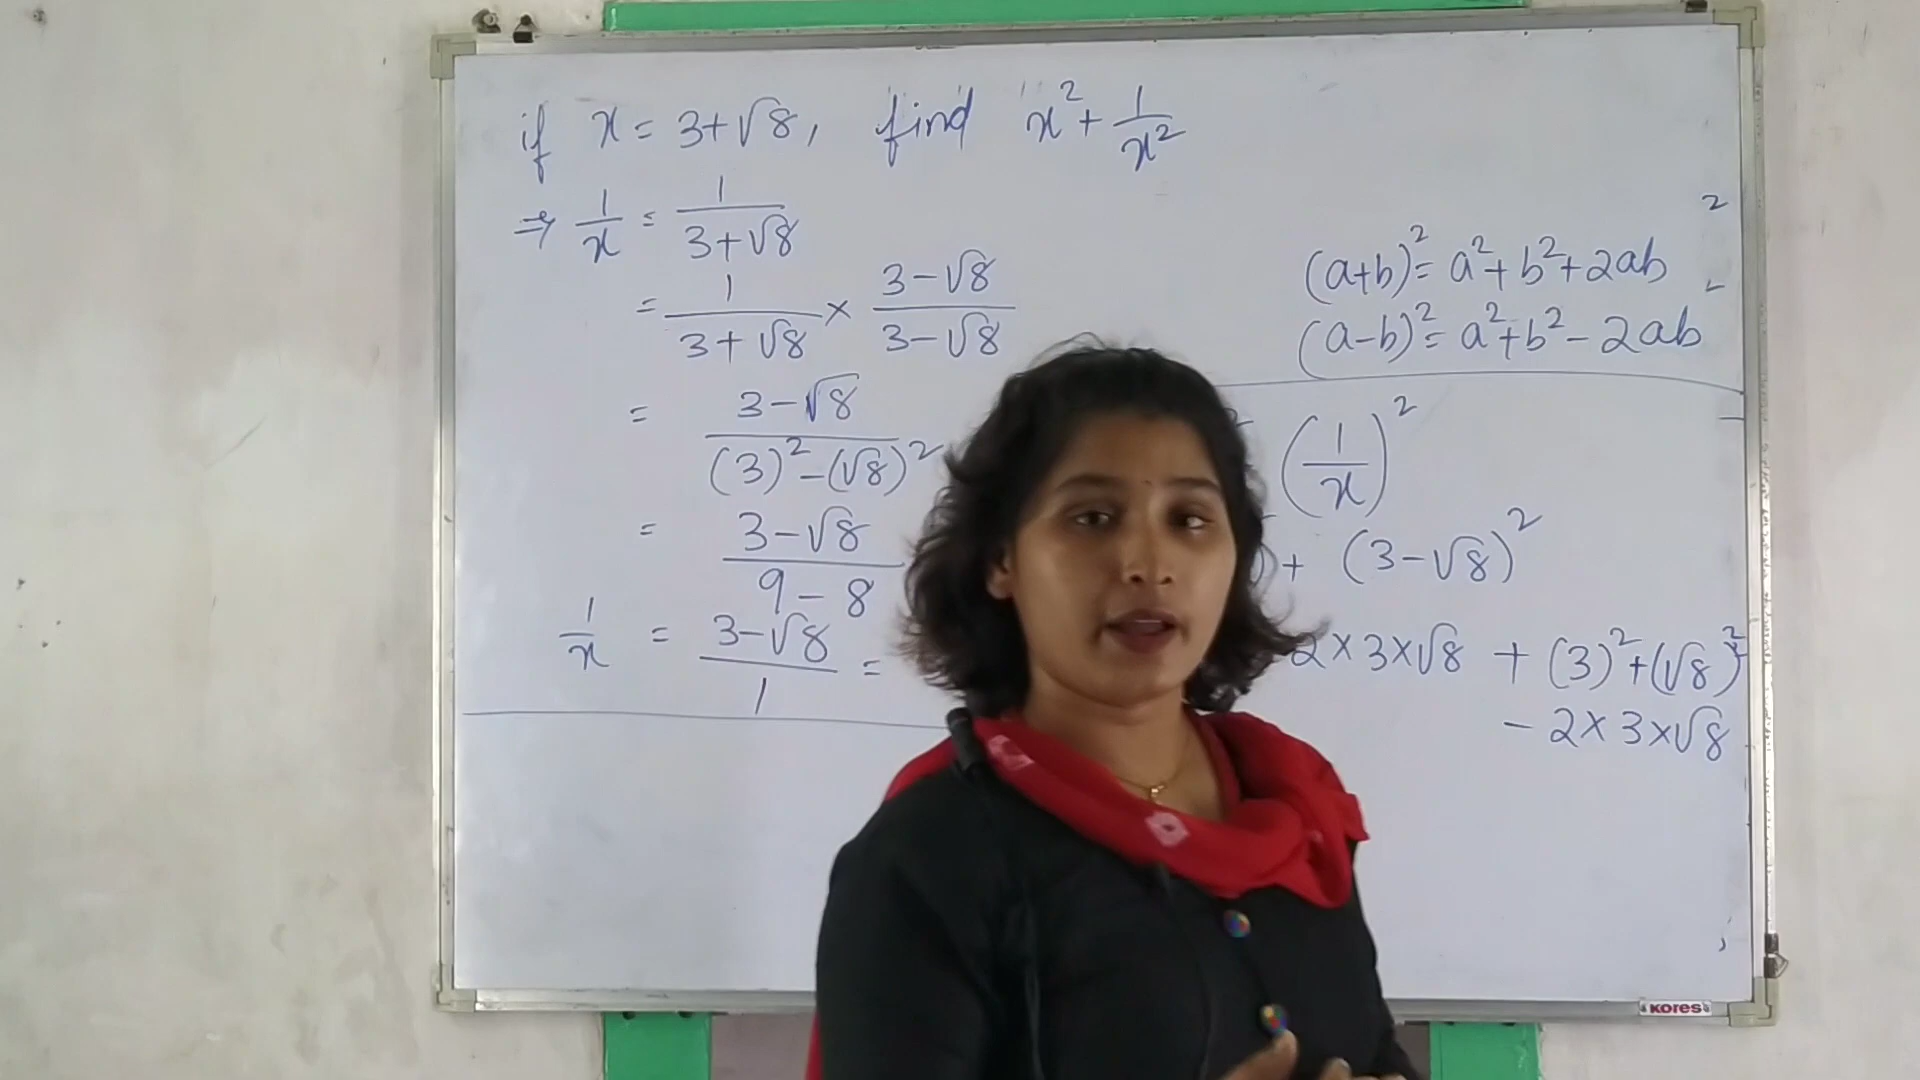 if x = 3+√8, find x² + 1/x²
⇒ 1/x = 1/(3+√8)
= 1/(3+√8) × (3-√8)/(3-√8)
= (3-√8)/((3)²-(√8)²)
= (3-√8)/(9-8)
1/x = (3-√8)/1 =
(a+b)² = a²+b²+2ab
(a-b)² = a²+b²-2ab
(1/x)²
) + (3-√8)²
2×3×√8 + (3)²+(√8)²
- 2×3×√8
KORES